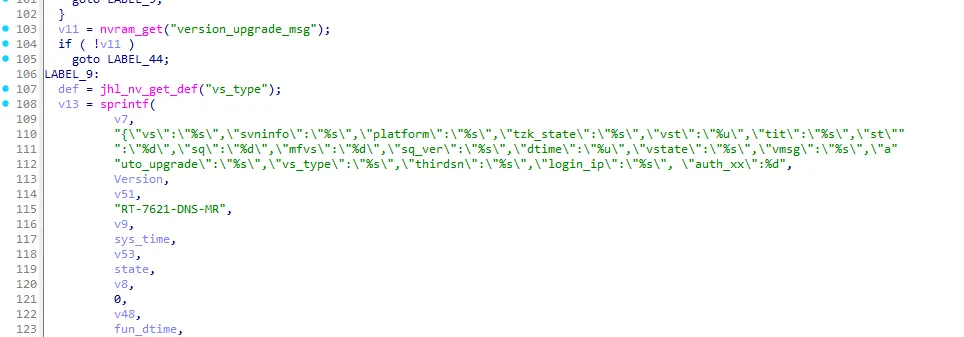 101 goto LABEL_9;
102 }
103 v11 = nvram_get("version_upgrade_msg");
104 if ( !v11 )
105 goto LABEL_44;
106 LABEL_9:
107 def = jhl_nv_get_def("vs_type");
108 v13 = sprintf(
109 v7,
110 "{\"vs\":\"%s\",\"svninfo\":\"%s\",\"platform\":\"%s\",\"tzk_state\":\"%s\",\"vst\":\"%u\",\"tit\":\"%s\",\"st\""
111 ":\"%d\",\"sq\":\"%d\",\"mfvs\":\"%d\",\"sq_ver\":\"%s\",\"dtime\":\"%u\",\"vstate\":\"%s\",\"vmsg\":\"%s\",\"a"
112 "uto_upgrade\":\"%s\",\"vs_type\":\"%s\",\"thirdsn\":\"%s\",\"login_ip\":\"%s\", \"auth_xx\":%d",
113 Version,
114 v51,
115 "RT-7621-DNS-MR",
116 v9,
117 sys_time,
118 v53,
119 state,
120 v8,
121 0,
122 v48,
123 fun_dtime,